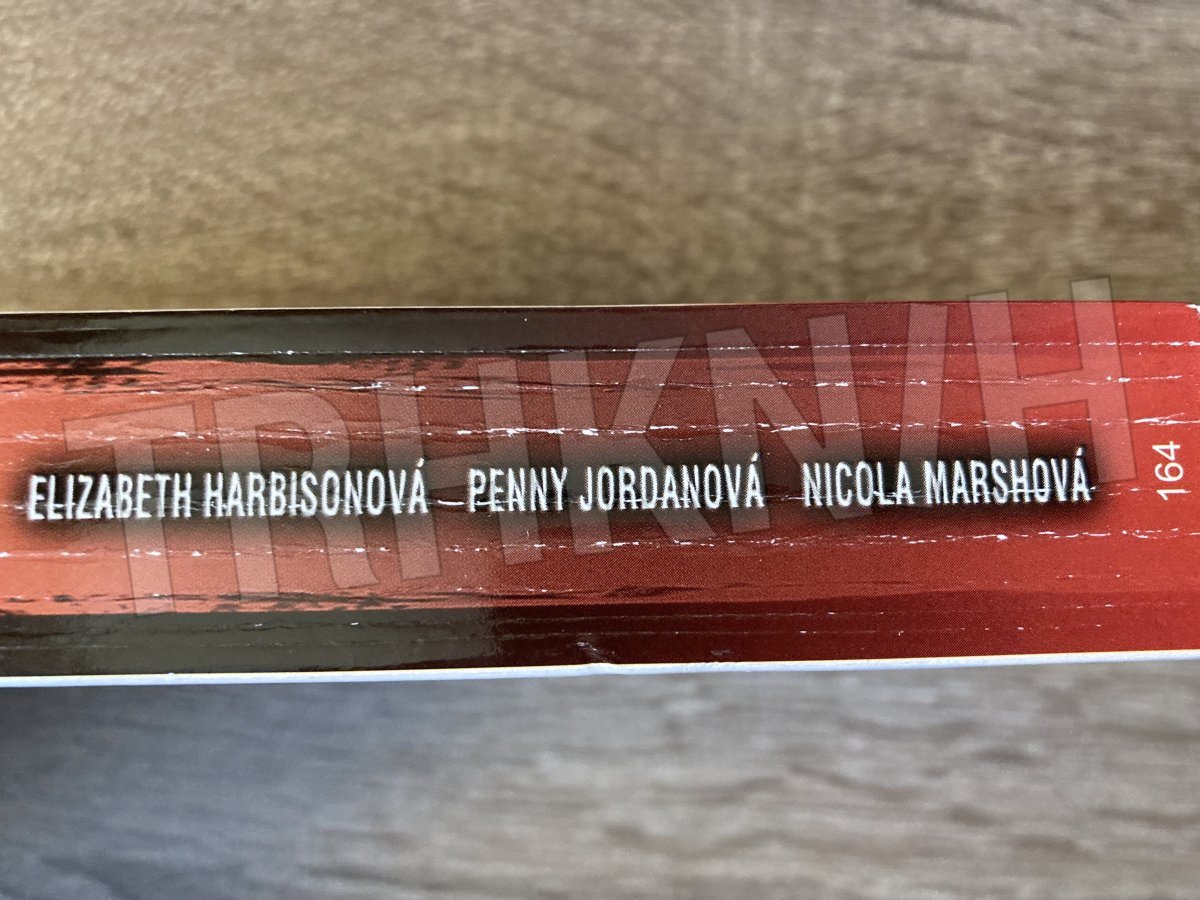 ELIZABETH HARBISONOVÁ PENNY JORDANOVÁ NICOLA MARSHOVÁ
164
TRHKNIH